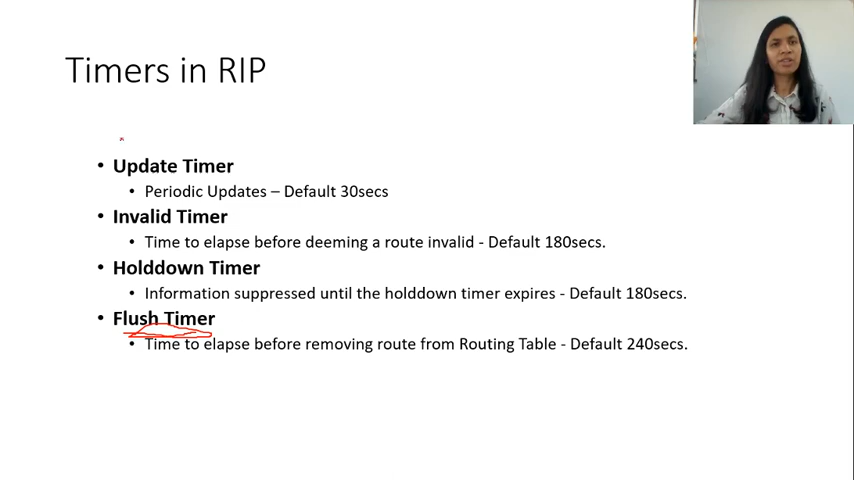 Timers in RIP
• Update Timer
• Periodic Updates – Default 30secs
• Invalid Timer
• Time to elapse before deeming a route invalid - Default 180secs.
• Holddown Timer
• Information suppressed until the holddown timer expires - Default 180secs.
• Flush Timer
• Time to elapse before removing route from Routing Table - Default 240secs.